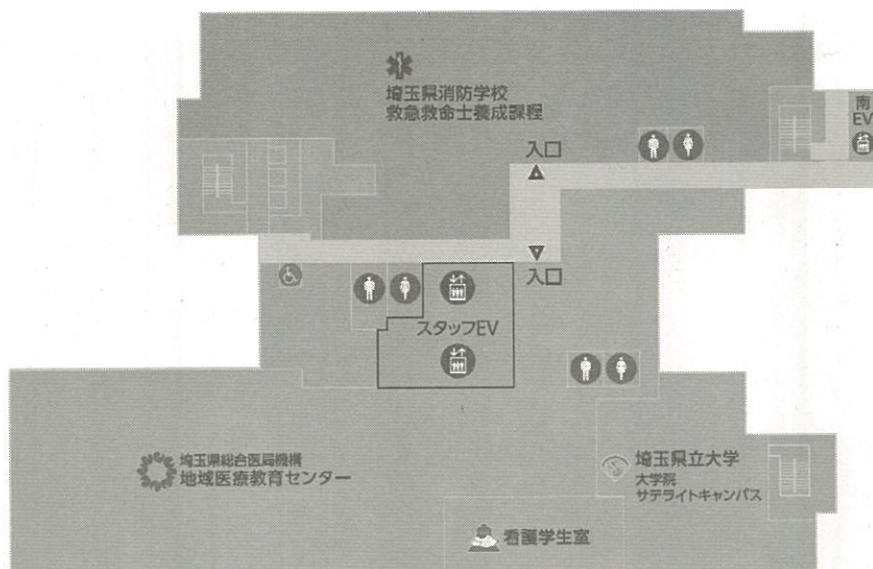 埼玉県消防学校
救急救命士養成課程
南
EV
入口
入口
スタッフEV
埼玉県総合医局機構
地域医療教育センター
埼玉県立大学
大学院
サテライトキャンパス
看護学生室